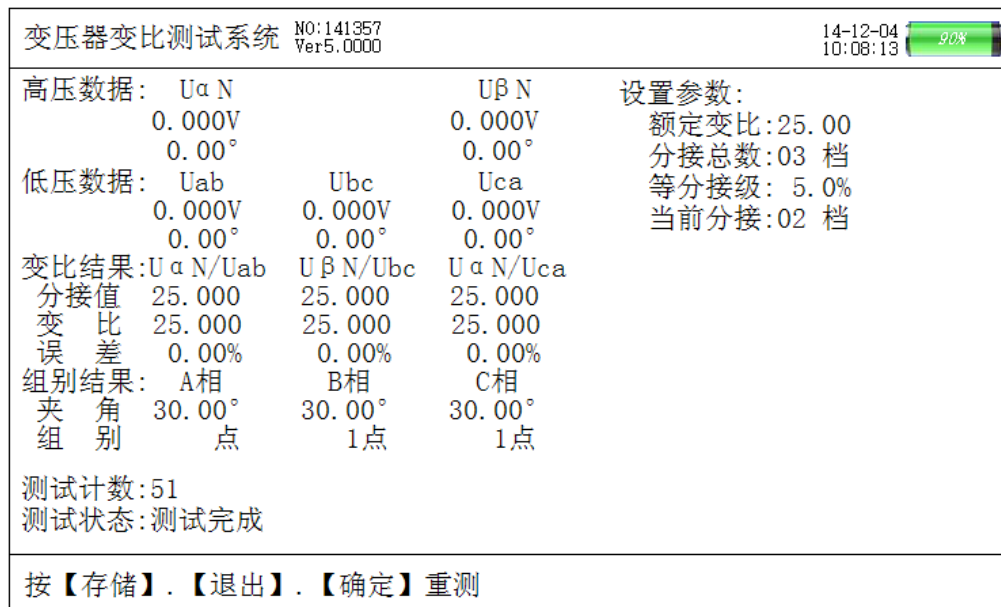 变压器变比测试系统 NO:141357
Ver5.0000
14-12-04
10:08:13
90%
高压数据: UαN UβN
0.000V 0.000V
0.00° 0.00°
低压数据: Uab Ubc Uca
0.000V 0.000V 0.000V
0.00° 0.00° 0.00°
变比结果:UαN/Uab UβN/Ubc UαN/Uca
分接值 25.000 25.000 25.000
变 比 25.000 25.000 25.000
误 差 0.00% 0.00% 0.00%
组别结果: A相 B相 C相
夹 角 30.00° 30.00° 30.00°
组 别 点 1点 1点
测试计数:51
测试状态:测试完成
设置参数:
额定变比:25.00
分接总数:03 档
等分接级: 5.0%
当前分接:02 档
按【存储】.【退出】.【确定】重测